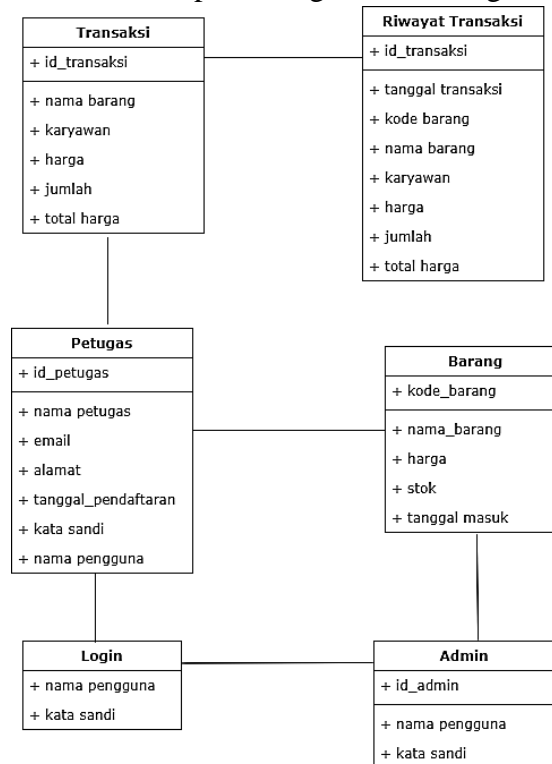 Transaksi
+ id_transaksi
+ nama barang
+ karyawan
+ harga
+ jumlah
+ total harga
Riwayat Transaksi
+ id_transaksi
+ tanggal transaksi
+ kode barang
+ nama barang
+ karyawan
+ harga
+ jumlah
+ total harga
Petugas
+ id_petugas
+ nama petugas
+ email
+ alamat
+ tanggal_pendaftaran
+ kata sandi
+ nama pengguna
Barang
+ kode_barang
+ nama_barang
+ harga
+ stok
+ tanggal masuk
Login
+ nama pengguna
+ kata sandi
Admin
+ id_admin
+ nama pengguna
+ kata sandi